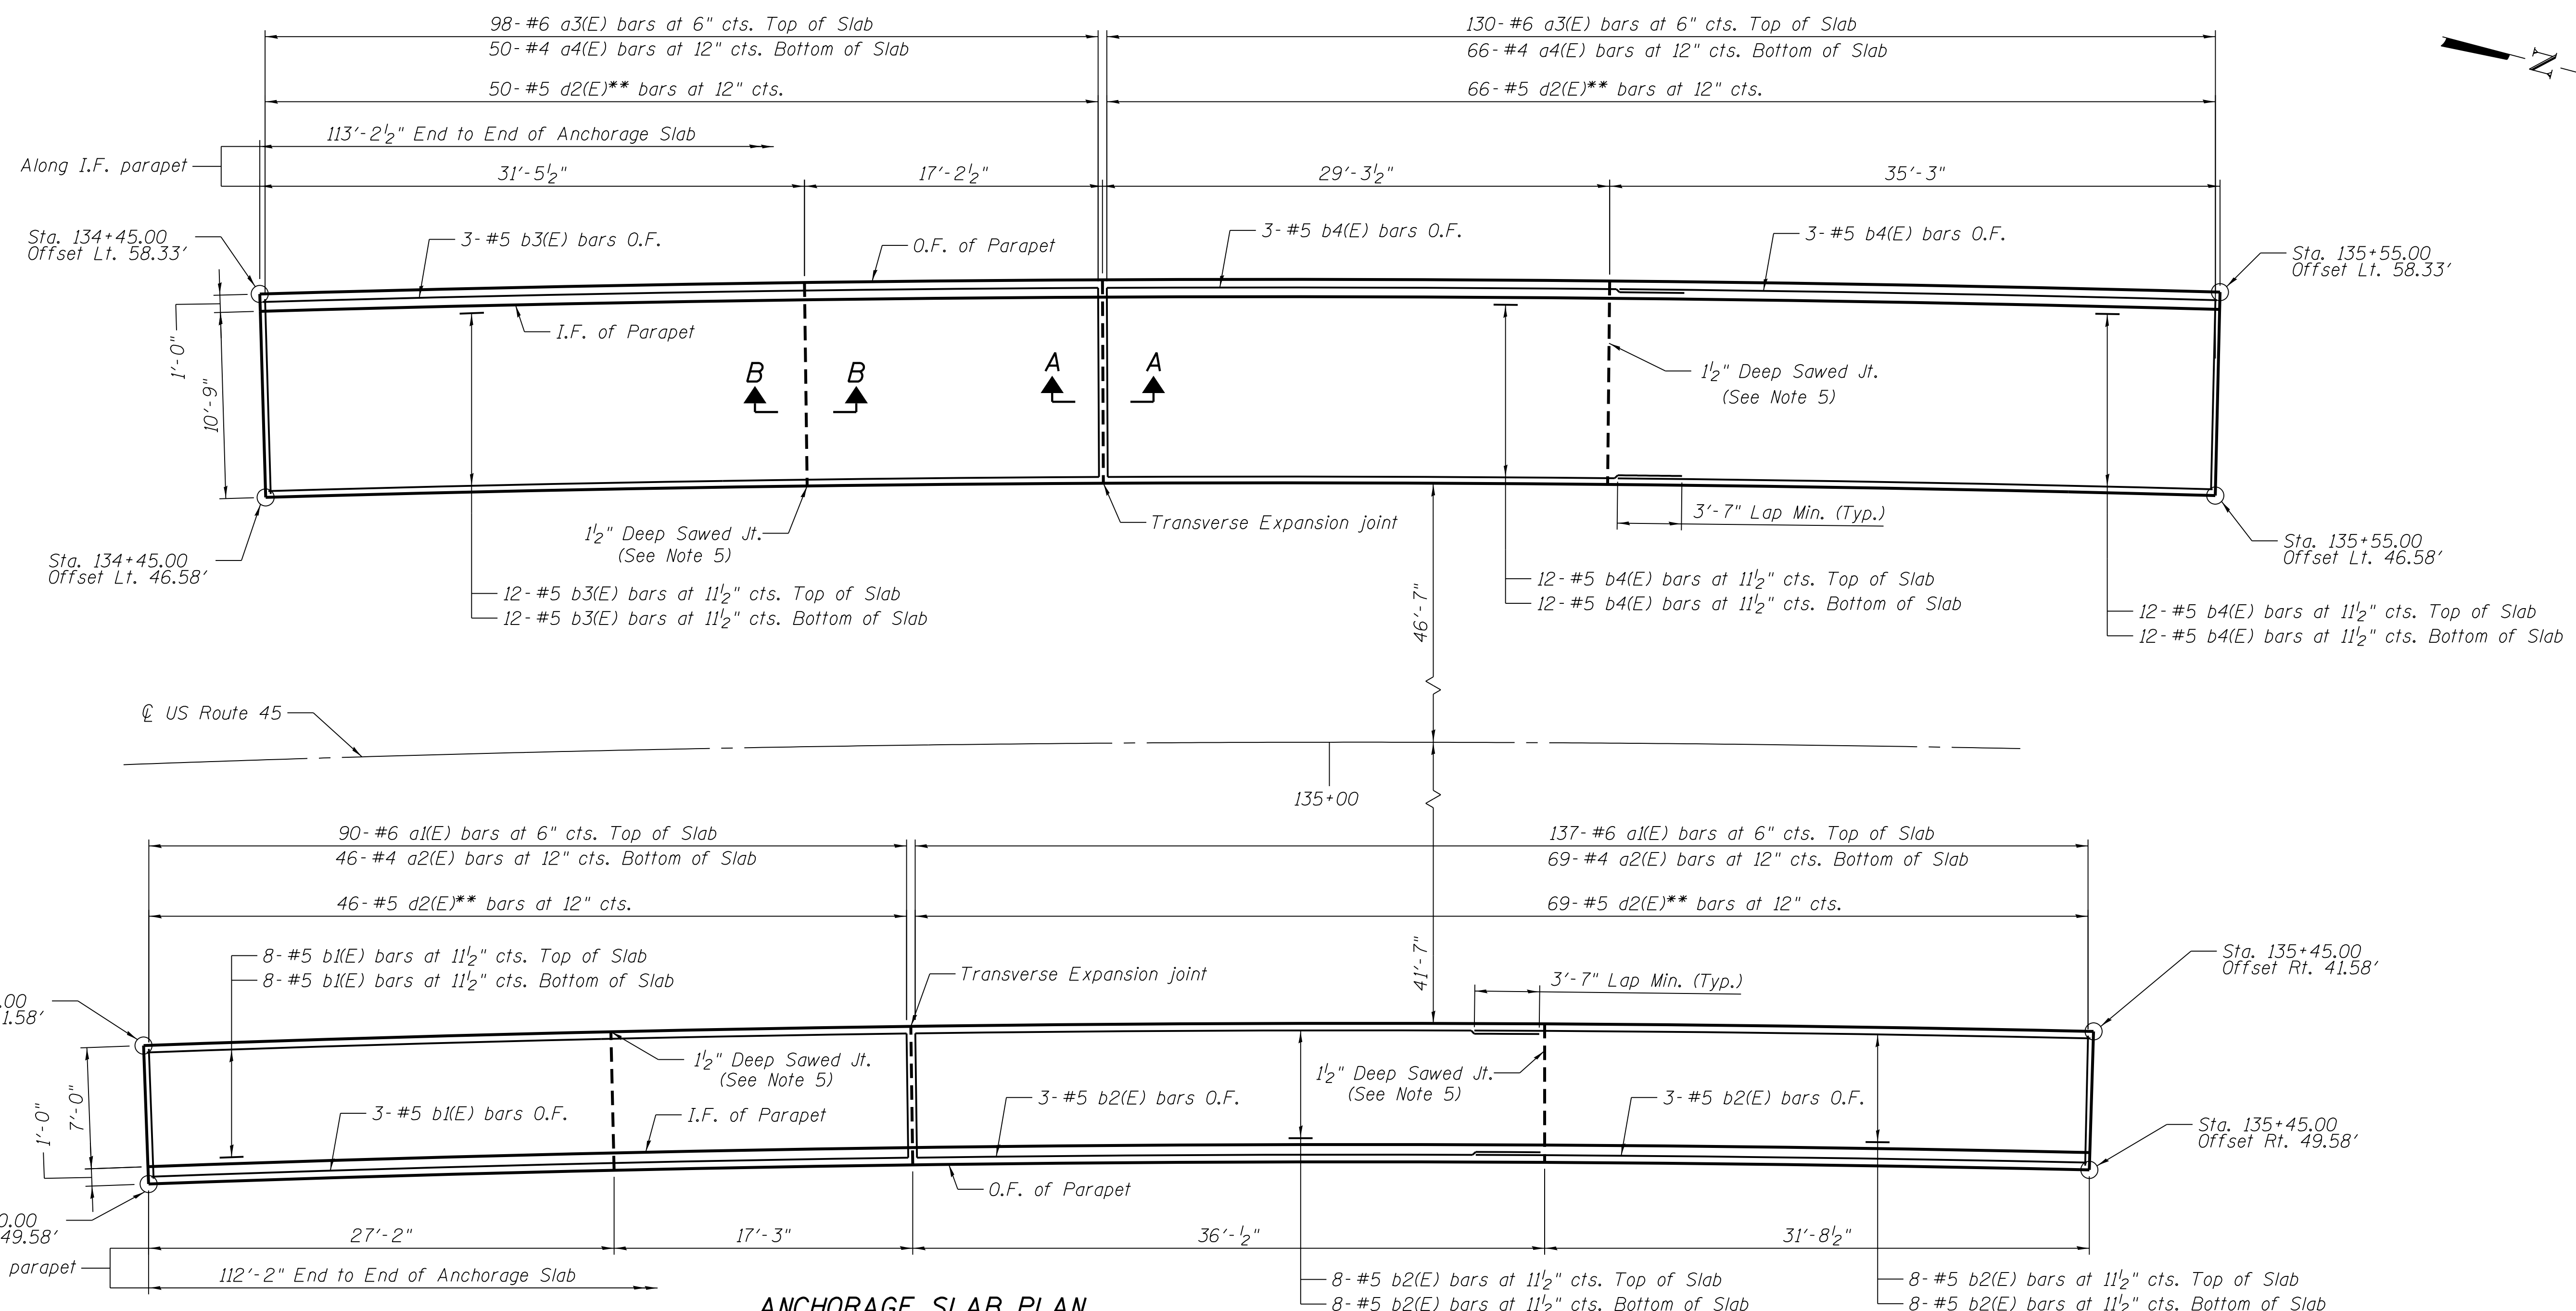 98-#6 a3(E) bars at 6" cts. Top of Slab
50-#4 a4(E) bars at 12" cts. Bottom of Slab
50-#5 d2(E)** bars at 12" cts.
130-#6 a3(E) bars at 6" cts. Top of Slab
66-#4 a4(E) bars at 12" cts. Bottom of Slab
66-#5 d2(E)** bars at 12" cts.
N
113'-2½" End to End of Anchorage Slab
Along I.F. parapet
31'-5½"
17'-2½"
29'-3½"
35'-3"
Sta. 134+45.00
Offset Lt. 58.33'
3-#5 b3(E) bars O.F.
O.F. of Parapet
3-#5 b4(E) bars O.F.
3-#5 b4(E) bars O.F.
Sta. 135+55.00
Offset Lt. 58.33'
1'-0"
10'-9"
I.F. of Parapet
B
B
A
A
1½" Deep Sawed Jt.
(See Note 5)
Sta. 134+45.00
Offset Lt. 46.58'
1½" Deep Sawed Jt.
(See Note 5)
Transverse Expansion joint
3'-7" Lap Min. (Typ.)
Sta. 135+55.00
Offset Lt. 46.58'
12-#5 b3(E) bars at 11½" cts. Top of Slab
12-#5 b3(E) bars at 11½" cts. Bottom of Slab
46'-7"
12-#5 b4(E) bars at 11½" cts. Top of Slab
12-#5 b4(E) bars at 11½" cts. Bottom of Slab
12-#5 b4(E) bars at 11½" cts. Top of Slab
12-#5 b4(E) bars at 11½" cts. Bottom of Slab
℄ US Route 45
135+00
90-#6 a1(E) bars at 6" cts. Top of Slab
46-#4 a2(E) bars at 12" cts. Bottom of Slab
46-#5 d2(E)** bars at 12" cts.
137-#6 a1(E) bars at 6" cts. Top of Slab
69-#4 a2(E) bars at 12" cts. Bottom of Slab
69-#5 d2(E)** bars at 12" cts.
8-#5 b1(E) bars at 11½" cts. Top of Slab
8-#5 b1(E) bars at 11½" cts. Bottom of Slab
Transverse Expansion joint
41'-7"
3'-7" Lap Min. (Typ.)
Sta. 135+45.00
Offset Rt. 41.58'
.00
1.58'
1½" Deep Sawed Jt.
(See Note 5)
1½" Deep Sawed Jt.
(See Note 5)
1'-0"
7'-0"
3-#5 b1(E) bars O.F.
I.F. of Parapet
3-#5 b2(E) bars O.F.
3-#5 b2(E) bars O.F.
Sta. 135+45.00
Offset Rt. 49.58'
O.F. of Parapet
0.00
49.58'
27'-2"
17'-3"
36'-½"
31'-8½"
parapet
112'-2" End to End of Anchorage Slab
8-#5 b2(E) bars at 11½" cts. Top of Slab
8-#5 b2(E) bars at 11½" cts. Bottom of Slab
8-#5 b2(E) bars at 11½" cts. Top of Slab
8-#5 b2(E) bars at 11½" cts. Bottom of Slab
ANCHORAGE SLAB PLAN